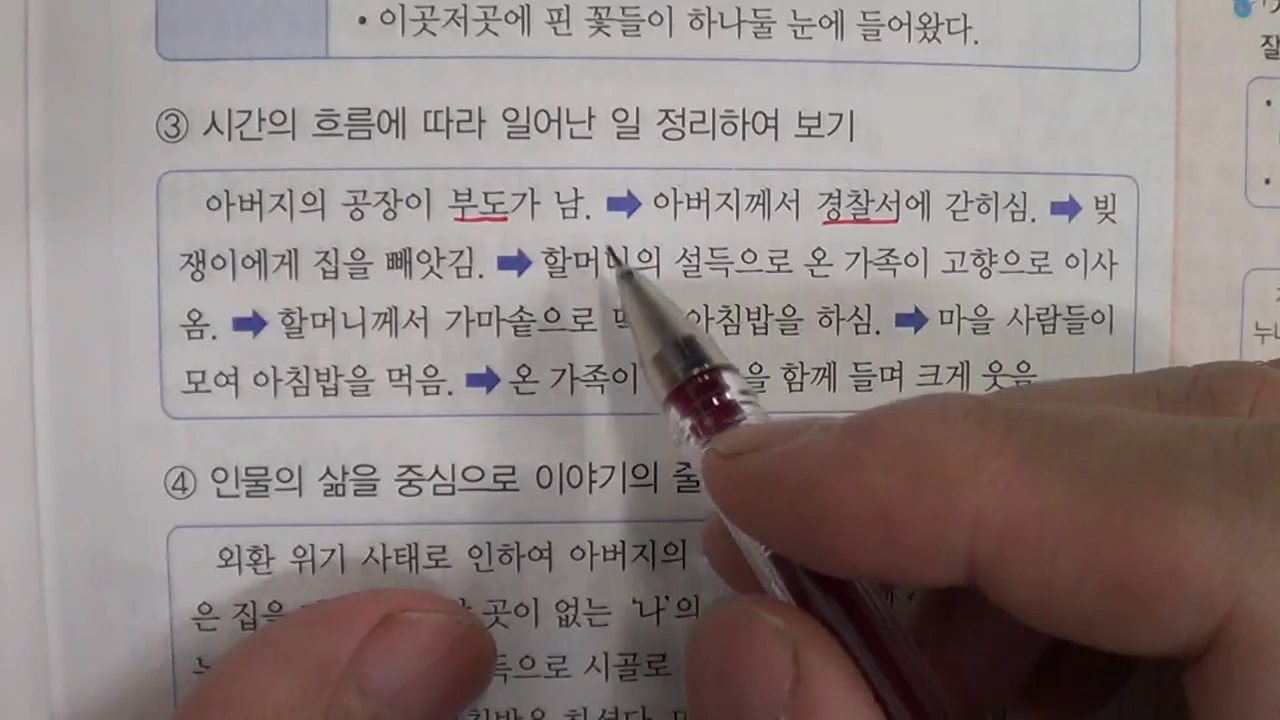 • 이곳저곳에 핀 꽃들이 하나둘 눈에 들어왔다.
③ 시간의 흐름에 따라 일어난 일 정리하여 보기
아버지의 공장이 부도가 남. ➡ 아버지께서 경찰서에 갇히심. ➡ 빚
쟁이에게 집을 빼앗김. ➡ 할머니의 설득으로 온 가족이 고향으로 이사
옴. ➡ 할머니께서 가마솥으로 아침밥을 하심. ➡ 마을 사람들이
모여 아침밥을 먹음. ➡ 온 가족이 을 함께 들며 크게 웃음
④ 인물의 삶을 중심으로 이야기의 줄
외환 위기 사태로 인하여 아버지의
은 집을 곳이 없는 ‘나’의
득으로 시골로
잘
누